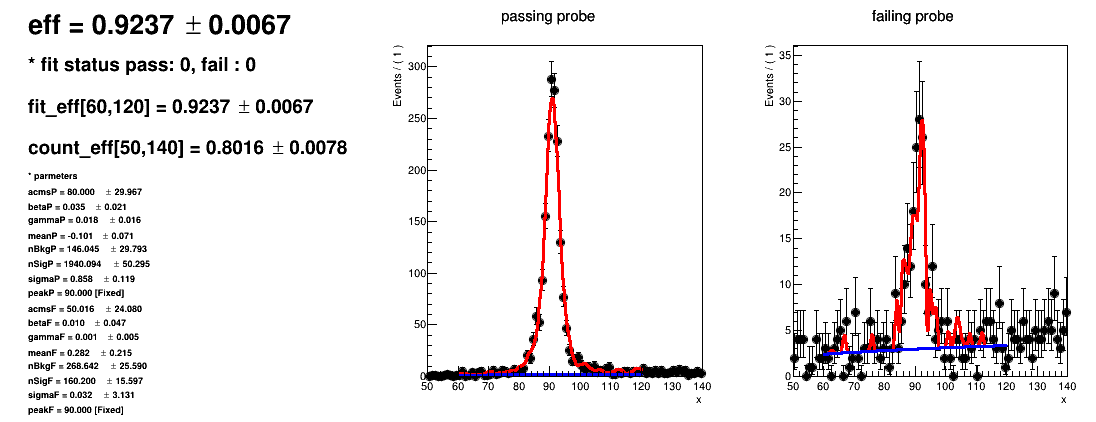 eff = 0.9237 ± 0.0067
* fit status pass: 0, fail : 0
fit_eff[60,120] = 0.9237 ± 0.0067
count_eff[50,140] = 0.8016 ± 0.0078
* parmeters
acmsP = 80.000 ± 29.967
betaP = 0.035 ± 0.021
gammaP = 0.018 ± 0.016
meanP = -0.101 ± 0.071
nBkgP = 146.045 ± 29.793
nSigP = 1940.094 ± 50.295
sigmaP = 0.858 ± 0.119
peakP = 90.000 [Fixed]
acmsF = 50.016 ± 24.080
betaF = 0.010 ± 0.047
gammaF = 0.001 ± 0.005
meanF = 0.282 ± 0.215
nBkgF = 268.642 ± 25.590
nSigF = 160.200 ± 15.597
sigmaF = 0.032 ± 3.131
peakF = 90.000 [Fixed]
passing probe
Events / ( 1 )
300
250
200
150
100
50
0
50 60 70 80 90 100 110 120 130 140
x
failing probe
Events / ( 1 )
35
30
25
20
15
10
5
0
50 60 70 80 90 100 110 120 130 140
x